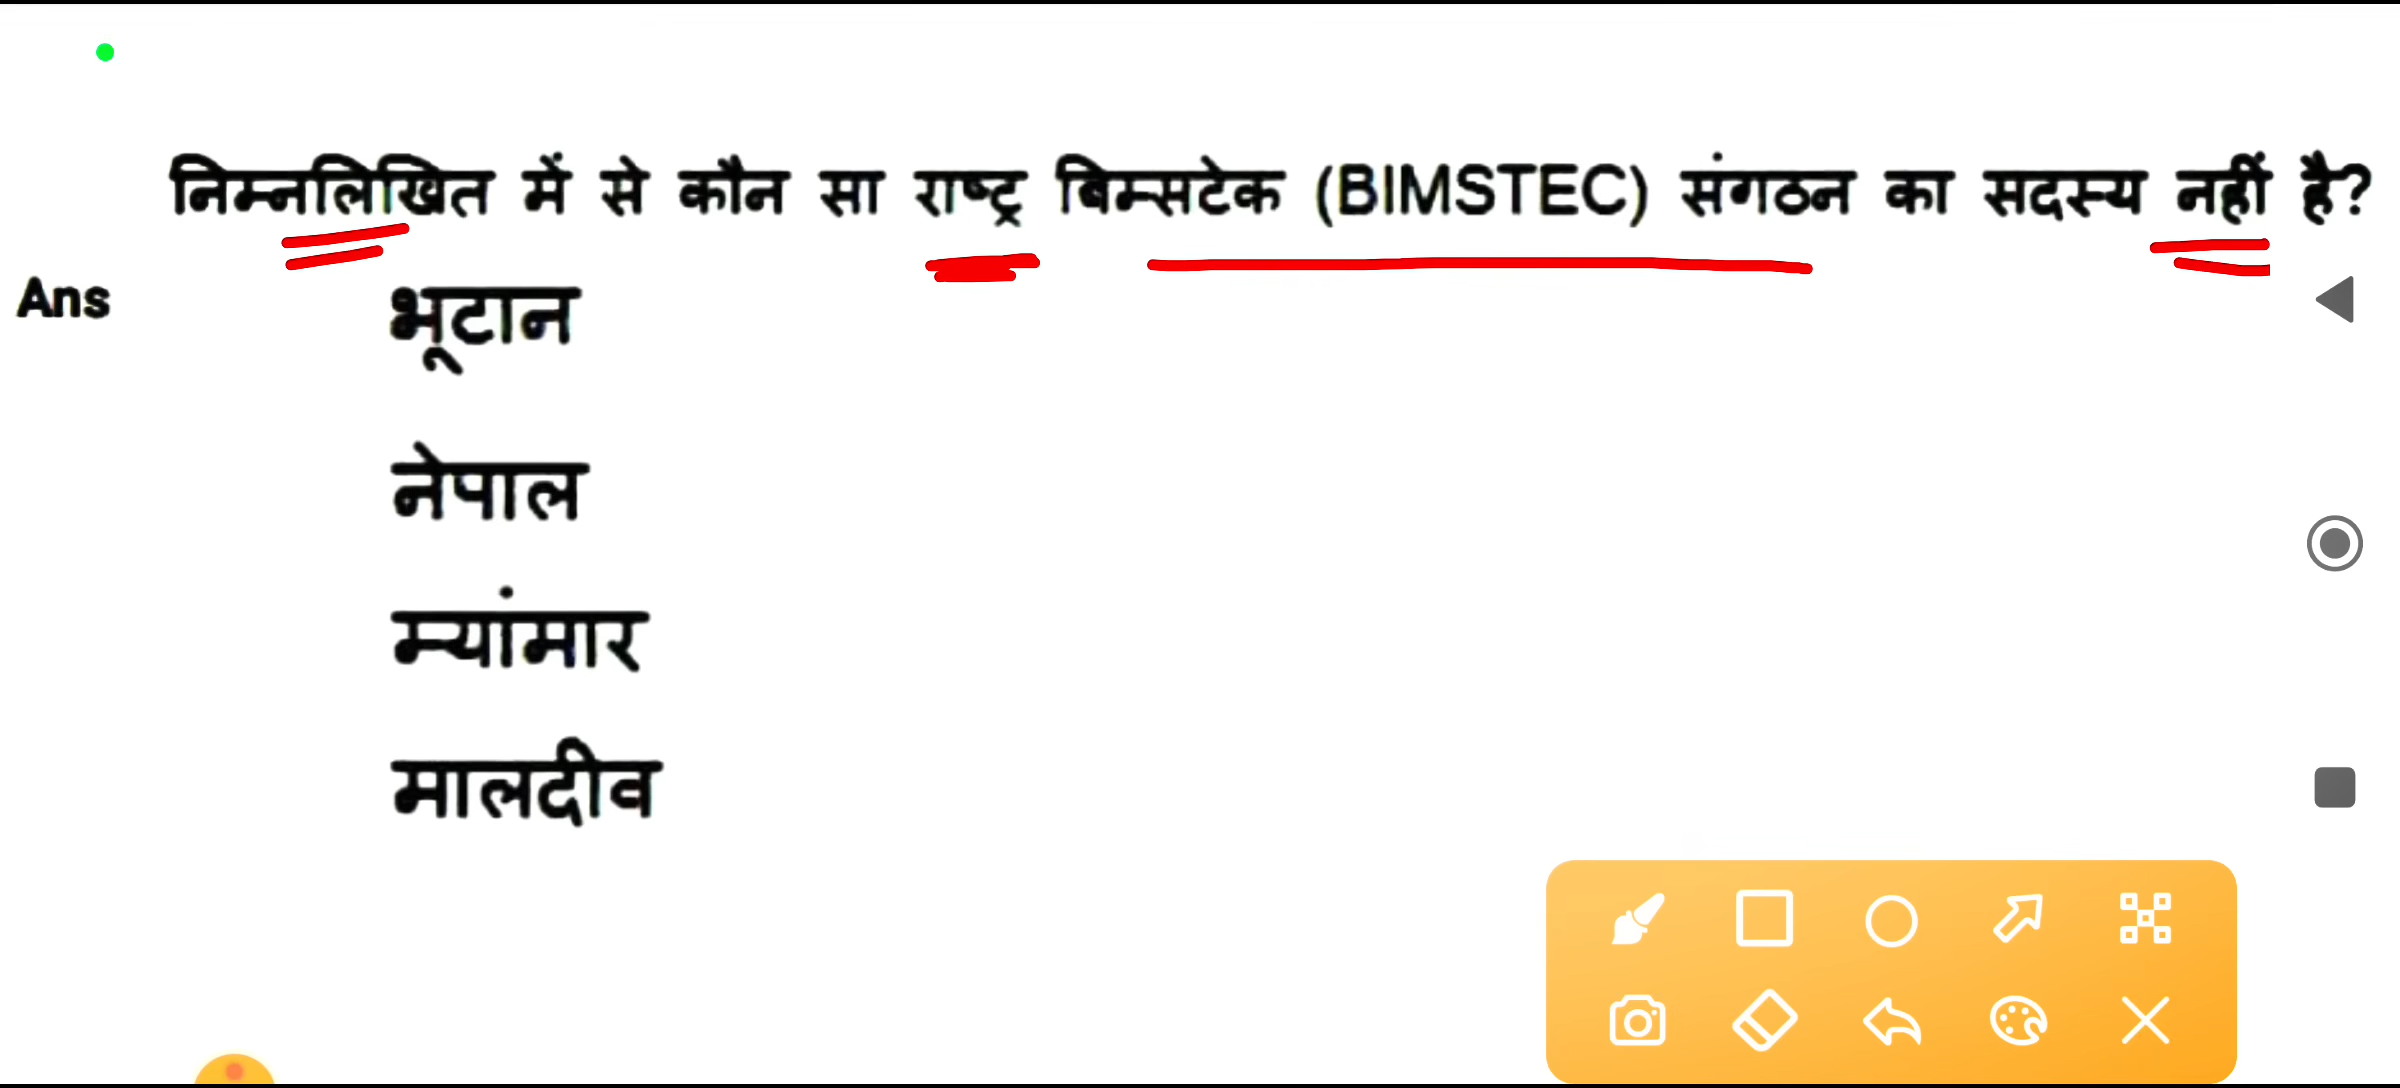 निम्नलिखित में से कौन सा राष्ट्र बिम्सटेक (BIMSTEC) संगठन का सदस्य नहीं है?
Ans भूटान
नेपाल
म्यांमार
मालदीव